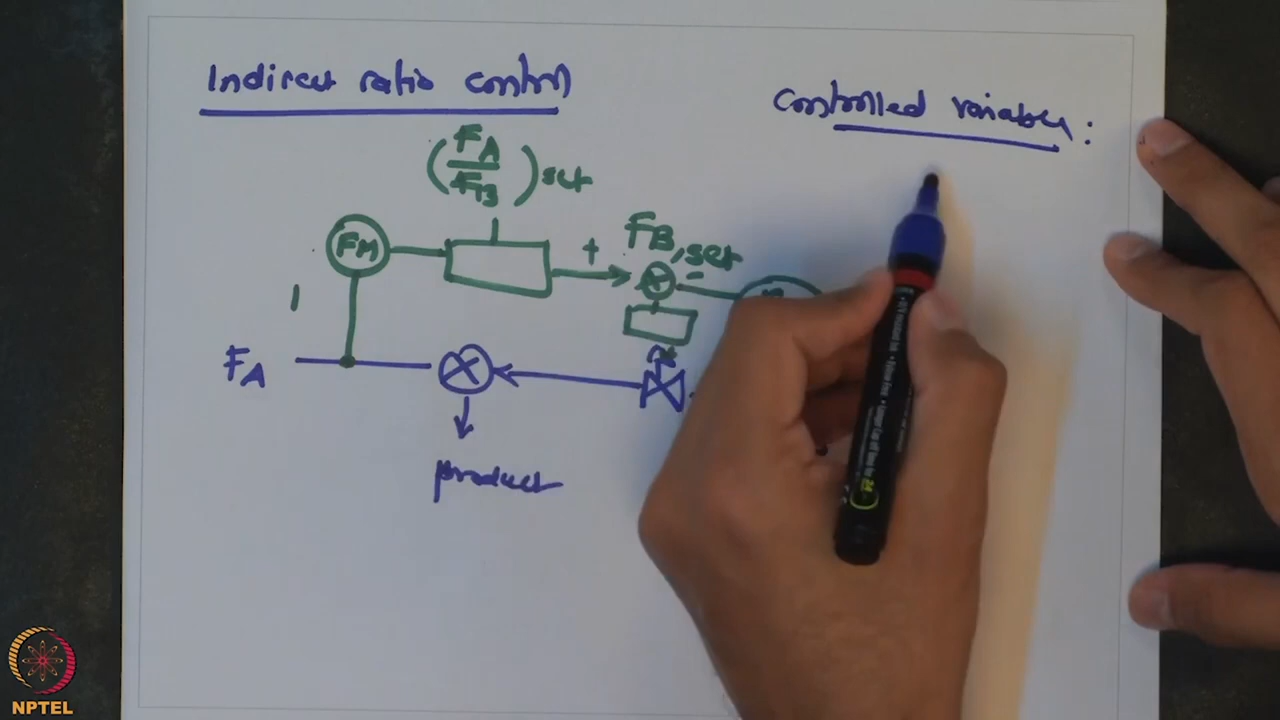 Indirect ratio control
Controlled variable:
(FA/FB)set
FM
+
FB,set
-
FA
product
NPTEL